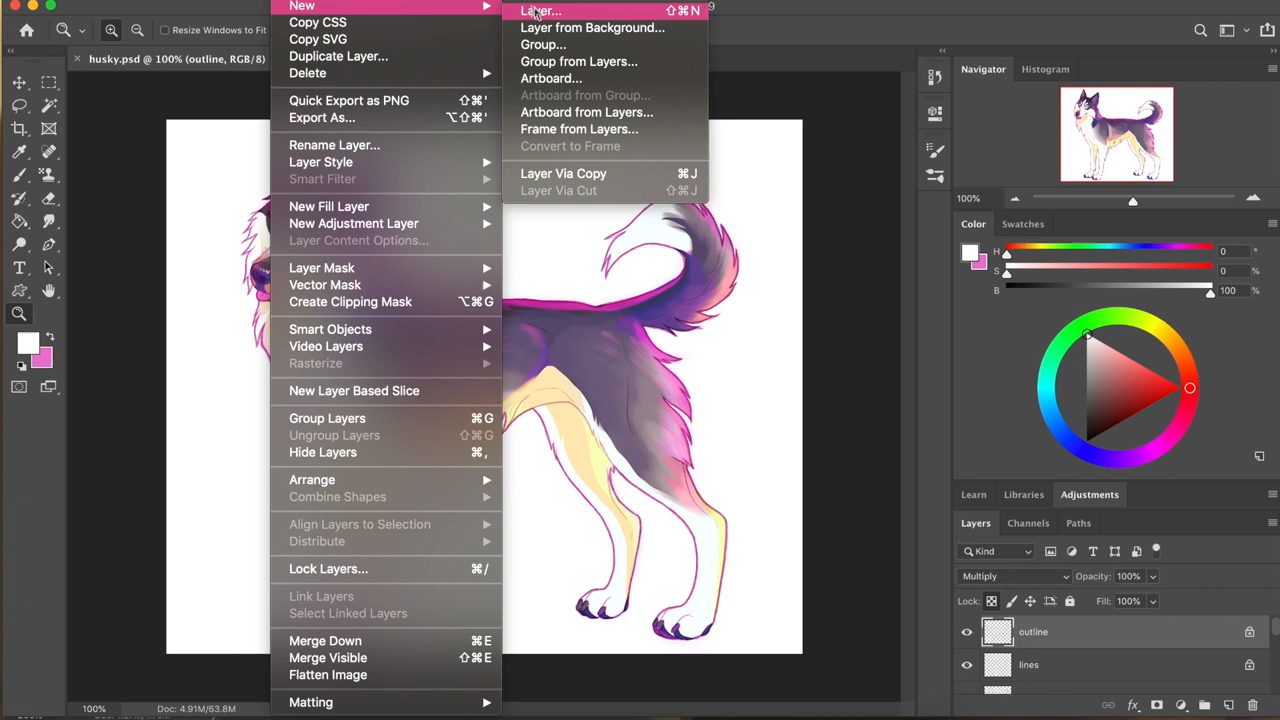 New
Layer... ⇧⌘N
9
Copy CSS
Layer from Background...
Resize Windows to Fit
Copy SVG
Group...
husky.psd @ 100% (outline, RGB/8)
Duplicate Layer...
Group from Layers...
Navigator Histogram
Delete
Artboard...
Quick Export as PNG ⇧⌘'
Artboard from Group...
Export As... ⌥⇧⌘'
Artboard from Layers...
Frame from Layers...
Rename Layer...
Convert to Frame
Layer Style
Layer Via Copy ⌘J
Smart Filter
Layer Via Cut ⇧⌘J
100%
New Fill Layer
New Adjustment Layer
Color Swatches
Layer Content Options...
H 0 °
Layer Mask
S 0 %
Vector Mask
B 100 %
Create Clipping Mask ⌥⌘G
Smart Objects
Video Layers
Rasterize
New Layer Based Slice
Group Layers ⌘G
Ungroup Layers ⇧⌘G
Hide Layers ⌘,
Arrange
Learn Libraries Adjustments
Combine Shapes
Align Layers to Selection
Layers Channels Paths
Distribute
Kind
Lock Layers... ⌘/
Multiply Opacity: 100%
Link Layers
Lock: Fill: 100%
Select Linked Layers
outline
Merge Down ⌘E
Merge Visible ⇧⌘E
lines
Flatten Image
Matting
100% Doc: 4.91M/63.8M